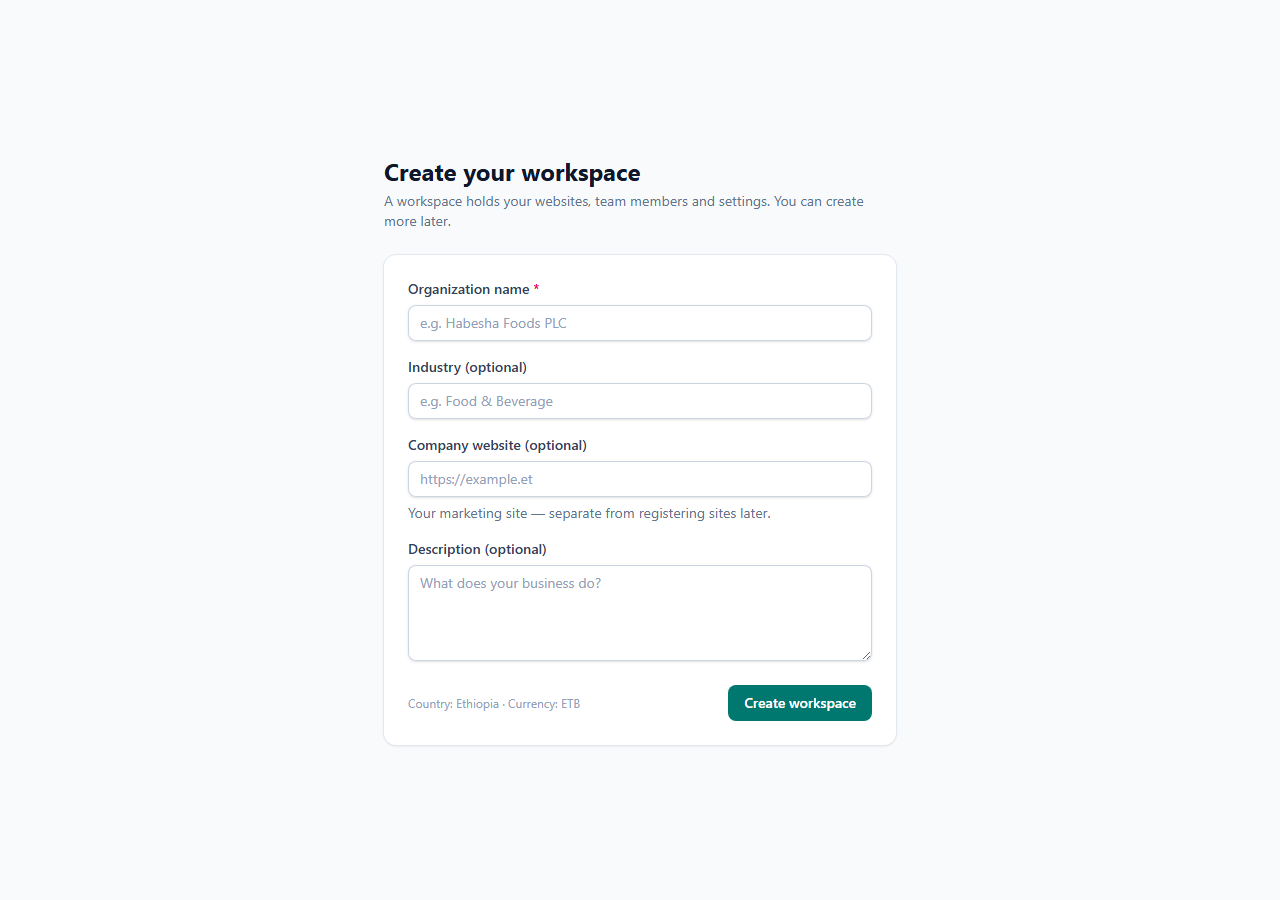 Create your workspace
A workspace holds your websites, team members and settings. You can create
more later.
Organization name *
e.g. Habesha Foods PLC
Industry (optional)
e.g. Food & Beverage
Company website (optional)
https://example.et
Your marketing site — separate from registering sites later.
Description (optional)
What does your business do?
Country: Ethiopia · Currency: ETB
Create workspace